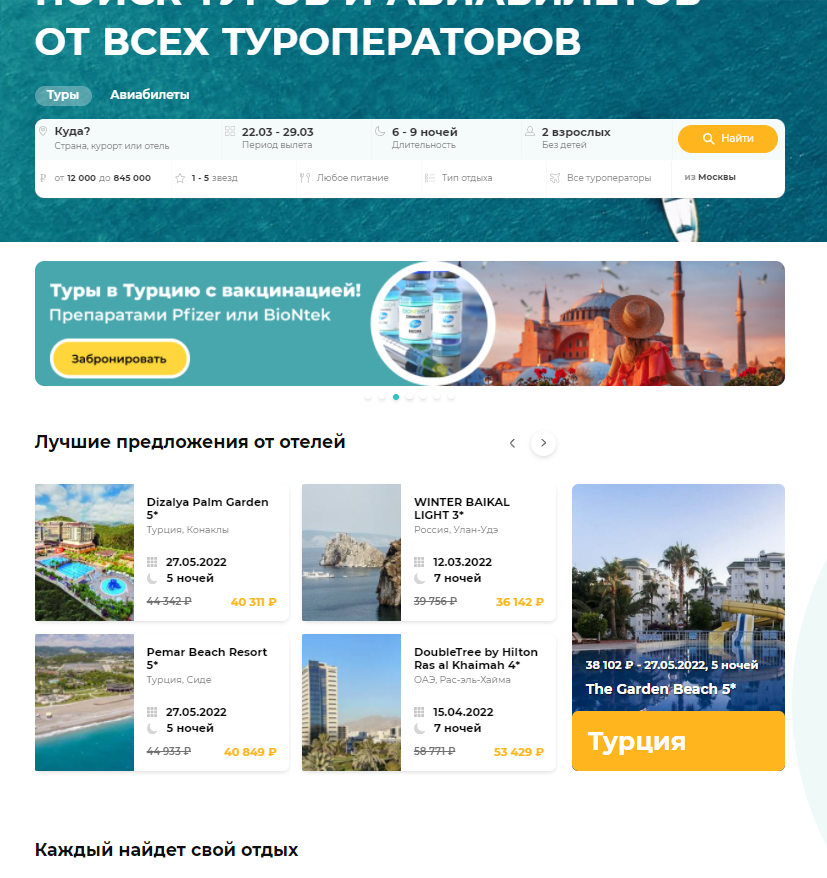 ПОИСК ТУРОВ И АВИАБИЛЕТОВ
ОТ ВСЕХ ТУРОПЕРАТОРОВ
Туры Авиабилеты
Куда?
Страна, курорт или отель
22.03 - 29.03
Период вылета
6 - 9 ночей
Длительность
2 взрослых
Без детей
Найти
от 12 000 до 845 000
1 - 5 звезд
Любое питание
Тип отдыха
Все туроператоры
из Москвы
Туры в Турцию с вакцинацией!
Препаратами Pfizer или BioNtek
Забронировать
Лучшие предложения от отелей
Dizalya Palm Garden
5*
Турция, Конаклы
27.05.2022
5 ночей
44 342 ₽ 40 311 ₽
WINTER BAIKAL
LIGHT 3*
Россия, Улан-Удэ
12.03.2022
7 ночей
39 756 ₽ 36 142 ₽
Pemar Beach Resort
5*
Турция, Сиде
27.05.2022
5 ночей
44 933 ₽ 40 849 ₽
DoubleTree by Hilton
Ras al Khaimah 4*
ОАЭ, Рас-эль-Хайма
15.04.2022
7 ночей
58 771 ₽ 53 429 ₽
38 102 ₽ - 27.05.2022, 5 ночей
The Garden Beach 5*
Турция
Каждый найдет свой отдых